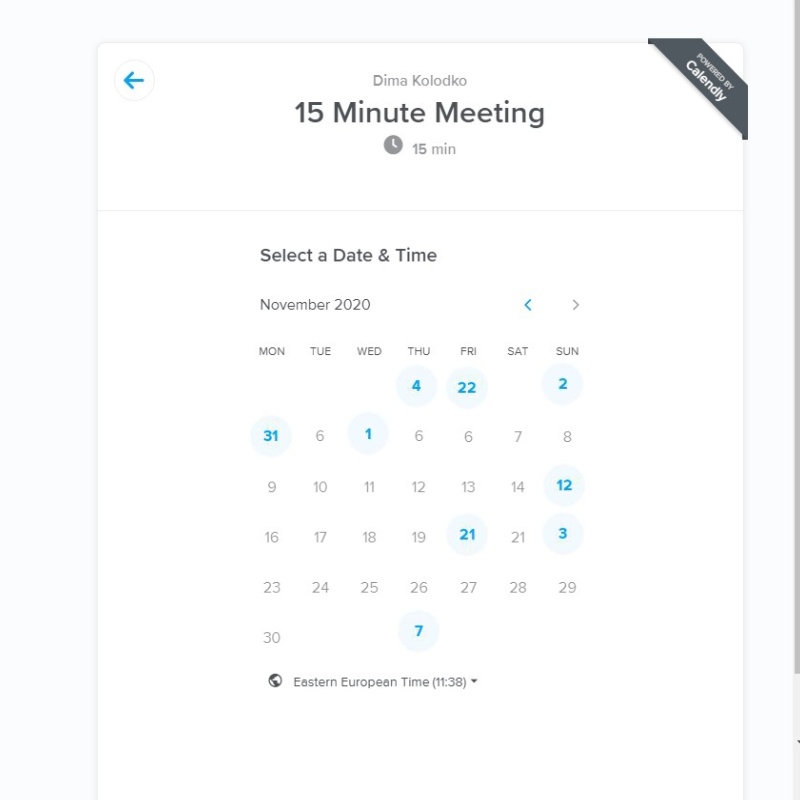 POWERED BY
Calendly
Dima Kolodko
15 Minute Meeting
15 min
Select a Date & Time
November 2020
MON TUE WED THU FRI SAT SUN
4 22 2
31 6 1 6 6 7 8
9 10 11 12 13 14 12
16 17 18 19 21 21 3
23 24 25 26 27 28 29
30 7
Eastern European Time (11:38)